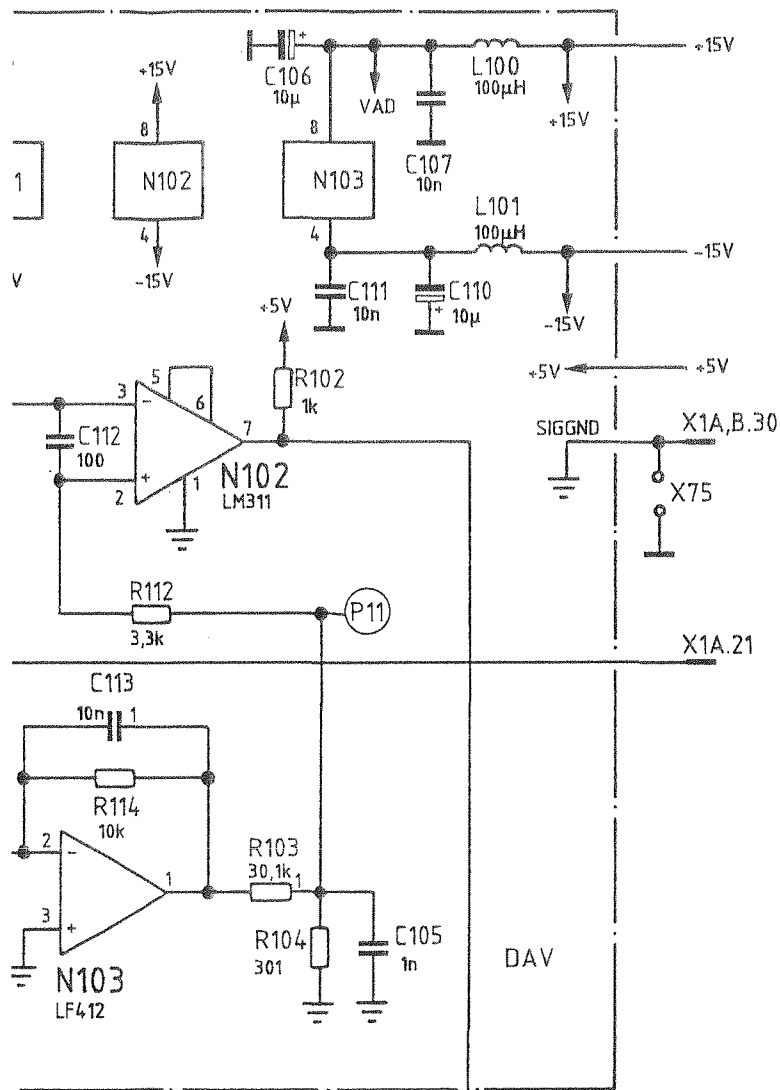 +15V
8
N102
4
-15V
1
V
C106
10µ
+
VAD
L100
100µH
+15V
+15V
C107
10n
8
N103
4
L101
100µH
-15V
-15V
C111
10n
C110
10µ
+
+5V
R102
1k
+5V
+5V
3
-
5
6
7
C112
100
+
2
1
N102
LM311
SIGGND
X1A,B.30
X75
R112
3,3k
P11
X1A.21
C113
10n
1
R114
10k
2
-
3
+
1
N103
LF412
R103
30,1k
1
R104
301
C105
1n
DAV